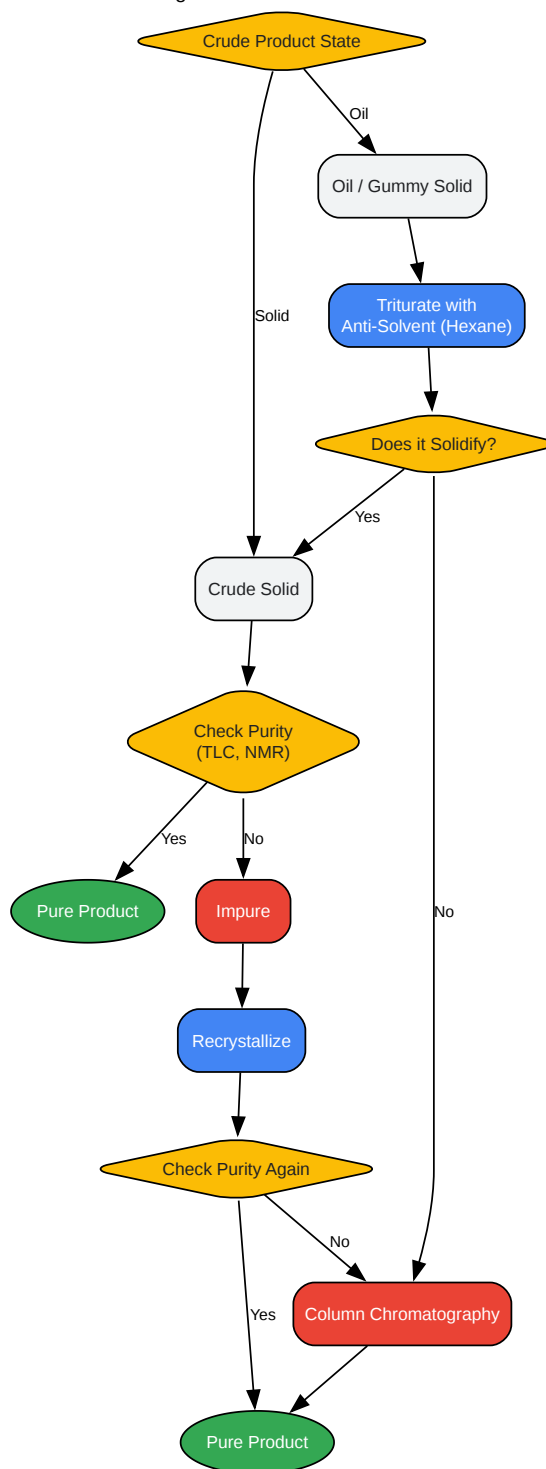 Crude Product State
Oil
Oil / Gummy Solid
Triturate with
Anti-Solvent (Hexane)
Solid
Does it Solidify?
Yes
Crude Solid
Check Purity
(TLC, NMR)
Yes
No
Pure Product
Impure
No
Recrystallize
Check Purity Again
No
Yes
Column Chromatography
Pure Product